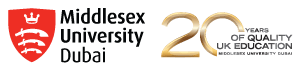 Middlesex
University
Dubai
20 YEARS
OF QUALITY
UK EDUCATION
MIDDLESEX UNIVERSITY DUBAI